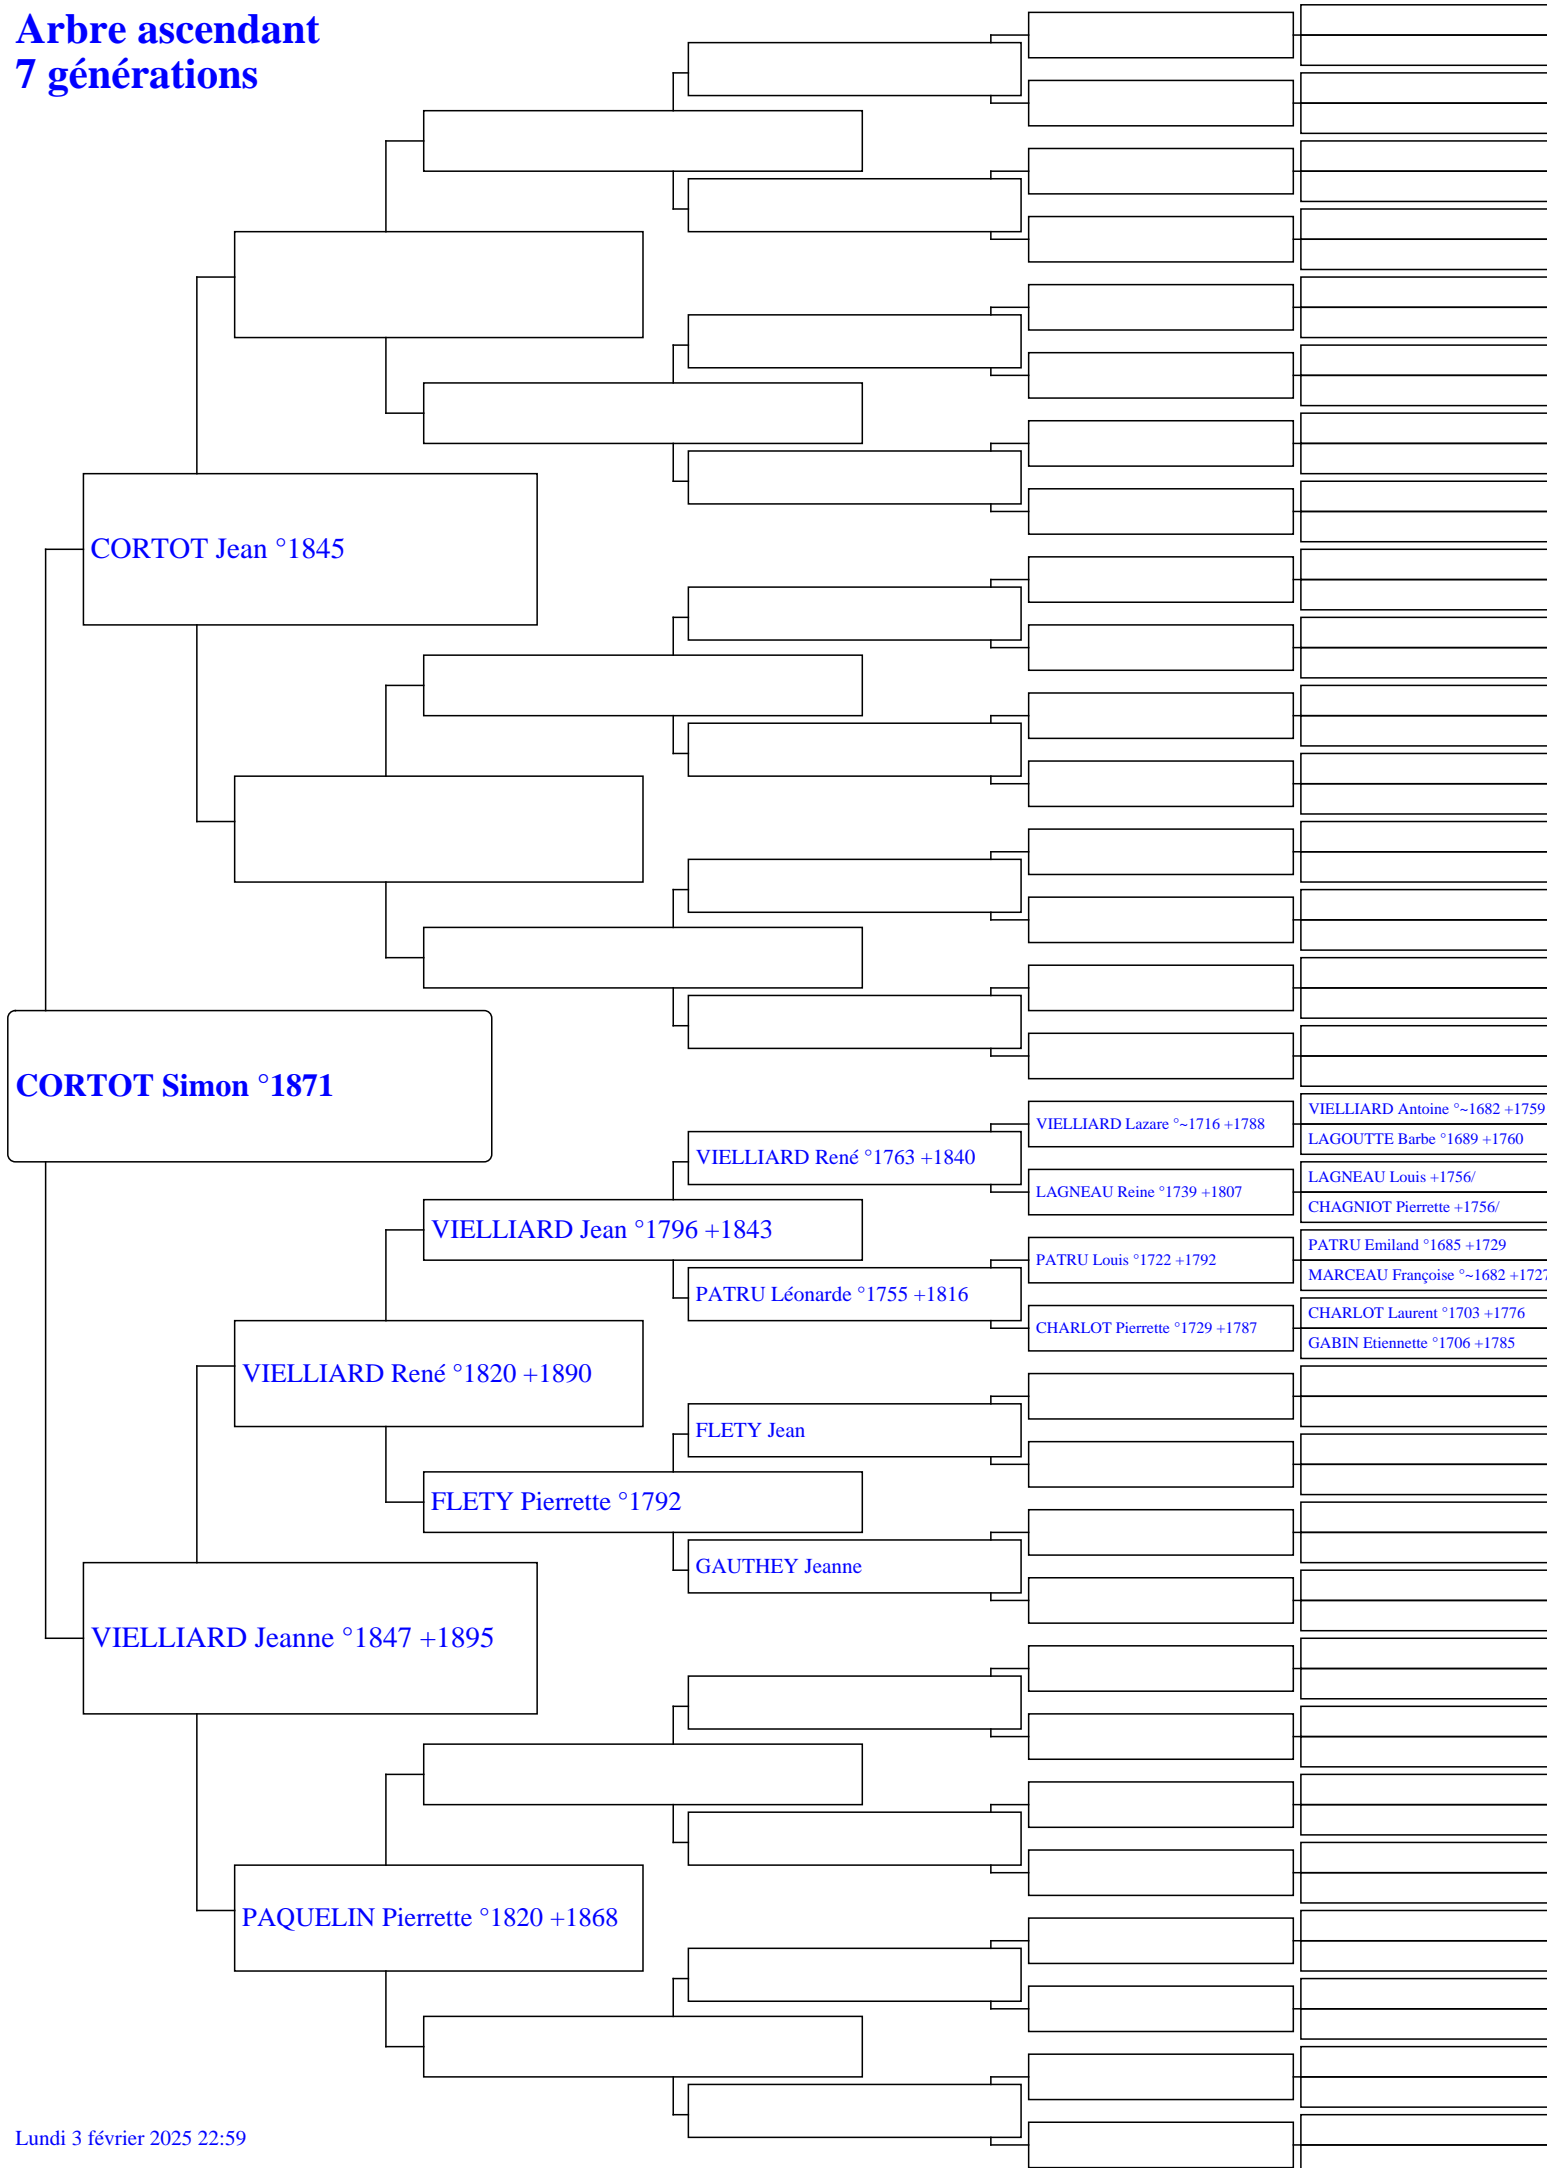 Arbre ascendant
7 générations
CORTOT Jean °1845
CORTOT Simon °1871
VIELLIARD Antoine °~1682 +1759
VIELLIARD Lazare °~1716 +1788
LAGOUTTE Barbe °1689 +1760
VIELLIARD René °1763 +1840
LAGNEAU Louis +1756/
LAGNEAU Reine °1739 +1807
CHAGNIOT Pierrette +1756/
VIELLIARD Jean °1796 +1843
PATRU Emiland °1685 +1729
PATRU Louis °1722 +1792
MARCEAU Françoise °~1682 +1727
PATRU Léonarde °1755 +1816
CHARLOT Laurent °1703 +1776
CHARLOT Pierrette °1729 +1787
GABIN Etiennette °1706 +1785
VIELLIARD René °1820 +1890
FLETY Jean
FLETY Pierrette °1792
GAUTHEY Jeanne
VIELLIARD Jeanne °1847 +1895
PAQUELIN Pierrette °1820 +1868
Lundi 3 février 2025 22:59